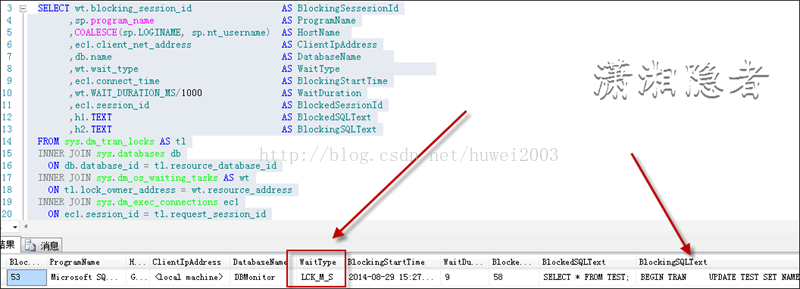 3 SELECT wt.blocking_session_id AS BlockingSessesionId
4 ,sp.program_name AS ProgramName
5 ,COALESCE(sp.LOGINAME, sp.nt_username) AS HostName
6 ,ec1.client_net_address AS ClientIpAddress
7 ,db.name AS DatabaseName
8 ,wt.wait_type AS WaitType
9 ,ec1.connect_time AS BlockingStartTime
10 ,wt.WAIT_DURATION_MS/1000 AS WaitDuration
11 ,ec1.session_id AS BlockedSessionId
12 ,h1.TEXT AS BlockedSQLText
13 ,h2.TEXT AS BlockingSQLText
14 FROM sys.dm_tran_locks AS tl
15 INNER JOIN sys.databases db
16 ON db.database_id = tl.resource_database_id
17 INNER JOIN sys.dm_os_waiting_tasks AS wt
18 ON tl.lock_owner_address = wt.resource_address
19 INNER JOIN sys.dm_exec_connections ec1
20 ON ec1.session_id = tl.request_session_id
潇湘隐者
http://blog.csdn.net/huwei2003
结果 消息
Bloc... ProgramName H... ClientIpAddress DatabaseName WaitType BlockingStartTime WaitDu... Blocke... BlockedSQLText BlockingSQLText
53 Microsoft SQ... G... <local machine> DBMonitor LCK_M_S 2014-08-29 15:27... 9 58 SELECT * FROM TEST; BEGIN TRAN UPDATE TEST SET NAME